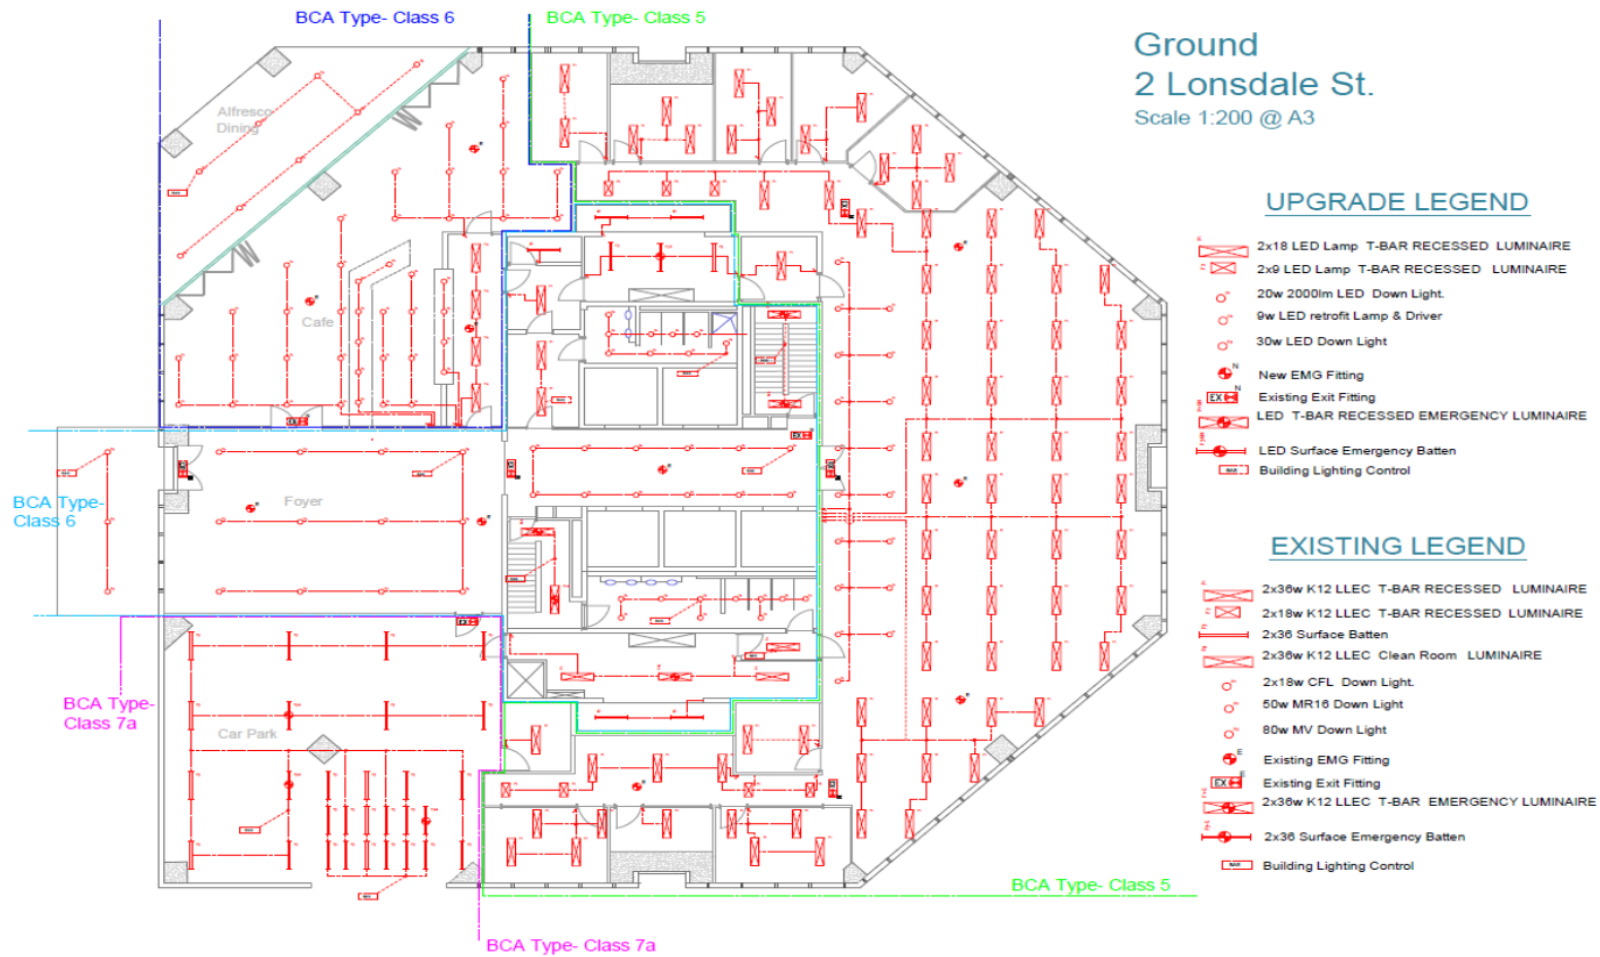 BCA Type- Class 6
BCA Type- Class 5
Ground
2 Lonsdale St.
Scale 1:200 @ A3
Alfresco
Dining
Cafe
Foyer
BCA Type-
Class 6
BCA Type-
Class 7a
Car Park
BCA Type- Class 5
BCA Type- Class 7a
UPGRADE LEGEND
2x18 LED Lamp T-BAR RECESSED LUMINAIRE
2x9 LED Lamp T-BAR RECESSED LUMINAIRE
20w 2000lm LED Down Light.
9w LED retrofit Lamp & Driver
30w LED Down Light
N
New EMG Fitting
N
EX
Existing Exit Fitting
LED T-BAR RECESSED EMERGENCY LUMINAIRE
LED Surface Emergency Batten
Building Lighting Control
EXISTING LEGEND
2x36w K12 LLEC T-BAR RECESSED LUMINAIRE
2x18w K12 LLEC T-BAR RECESSED LUMINAIRE
2x36 Surface Batten
2x36w K12 LLEC Clean Room LUMINAIRE
2x18w CFL Down Light.
50w MR16 Down Light
80w MV Down Light
E
Existing EMG Fitting
EX
Existing Exit Fitting
2x36w K12 LLEC T-BAR EMERGENCY LUMINAIRE
2x36 Surface Emergency Batten
Building Lighting Control